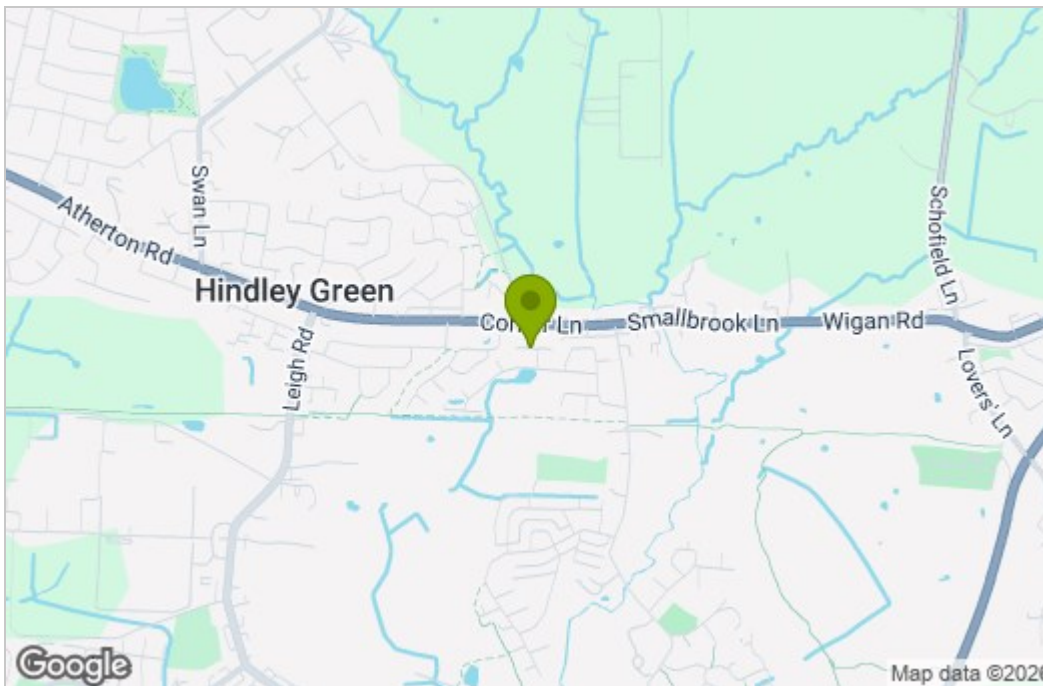 Swan Ln
Atherton Rd
Hindley Green
Smallbrook Ln
Wigan Rd
Schofield Ln
Lovers' Ln
Leigh Rd
Google
Map data ©2026